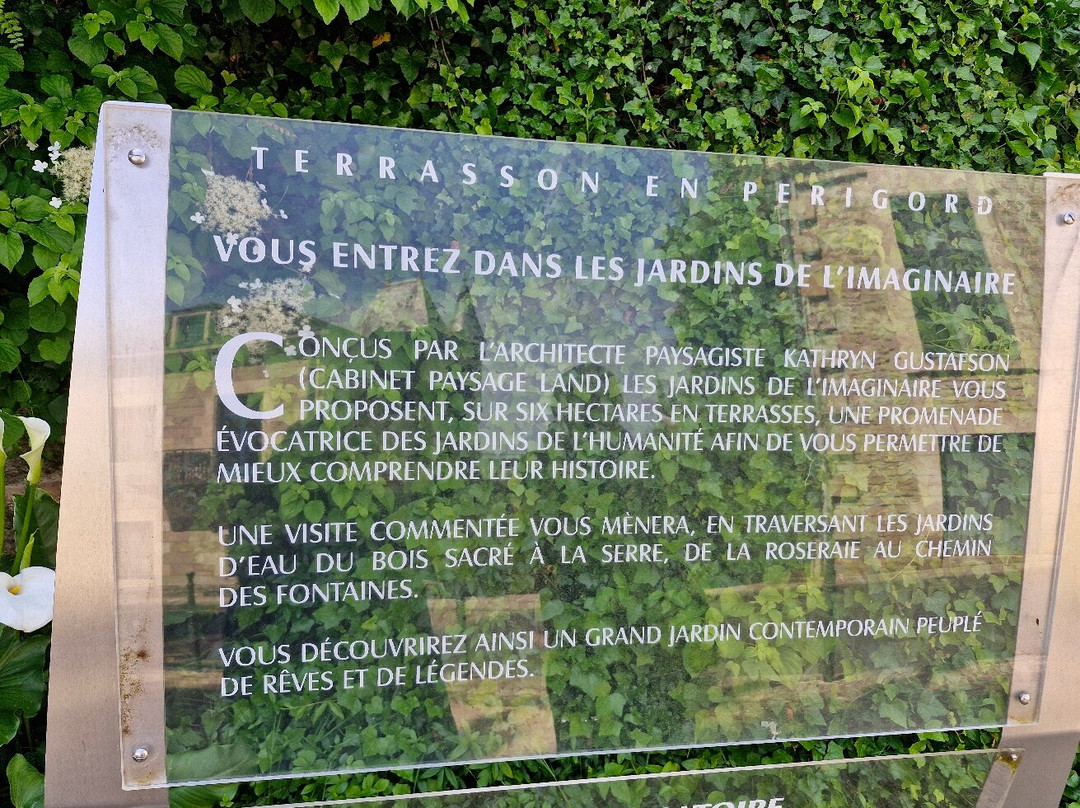 TERRASSON EN PERIGORD
VOUS ENTREZ DANS LES JARDINS DE L'IMAGINAIRE
CONÇUS PAR L'ARCHITECTE PAYSAGISTE KATHRYN GUSTAFSON
(CABINET PAYSAGE LAND) LES JARDINS DE L'IMAGINAIRE VOUS
PROPOSENT, SUR SIX HECTARES EN TERRASSES, UNE PROMENADE
ÉVOCATRICE DES JARDINS DE L'HUMANITÉ AFIN DE VOUS PERMETTRE DE
MIEUX COMPRENDRE LEUR HISTOIRE.
UNE VISITE COMMENTÉE VOUS MÈNERA, EN TRAVERSANT LES JARDINS
D'EAU DU BOIS SACRÉ À LA SERRE, DE LA ROSERAIE AU CHEMIN
DES FONTAINES.
VOUS DÉCOUVRIREZ AINSI UN GRAND JARDIN CONTEMPORAIN PEUPLÉ
DE RÊVES ET DE LÉGENDES.